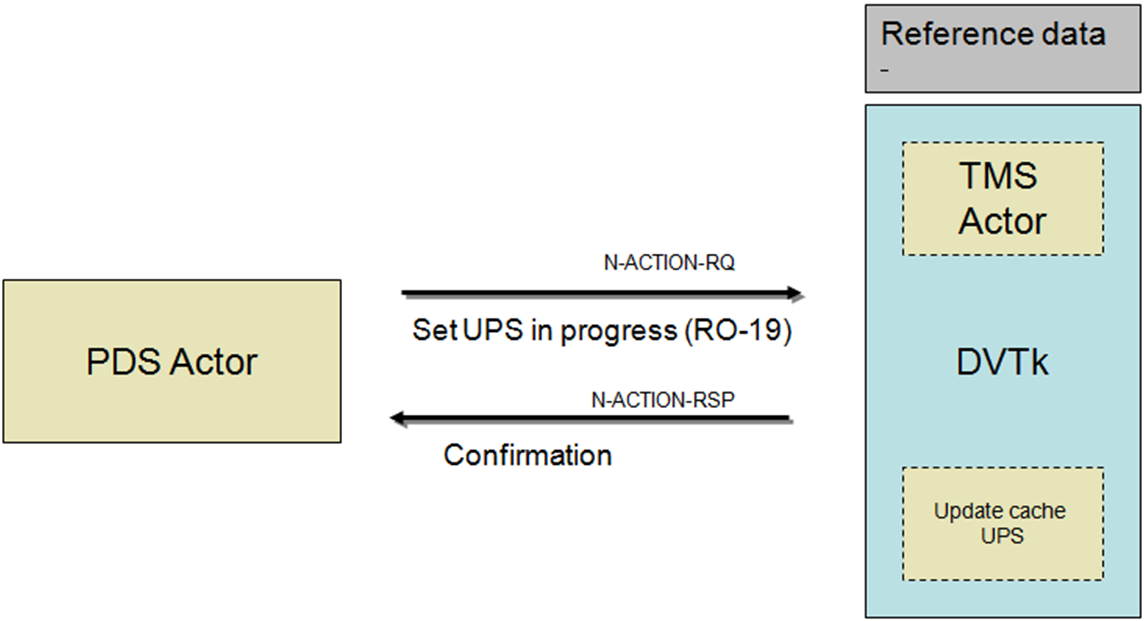 Reference data
-
TMS
Actor
N-ACTION-RQ
Set UPS in progress (RO-19)
PDS Actor
DVTk
N-ACTION-RSP
Confirmation
Update cache
UPS